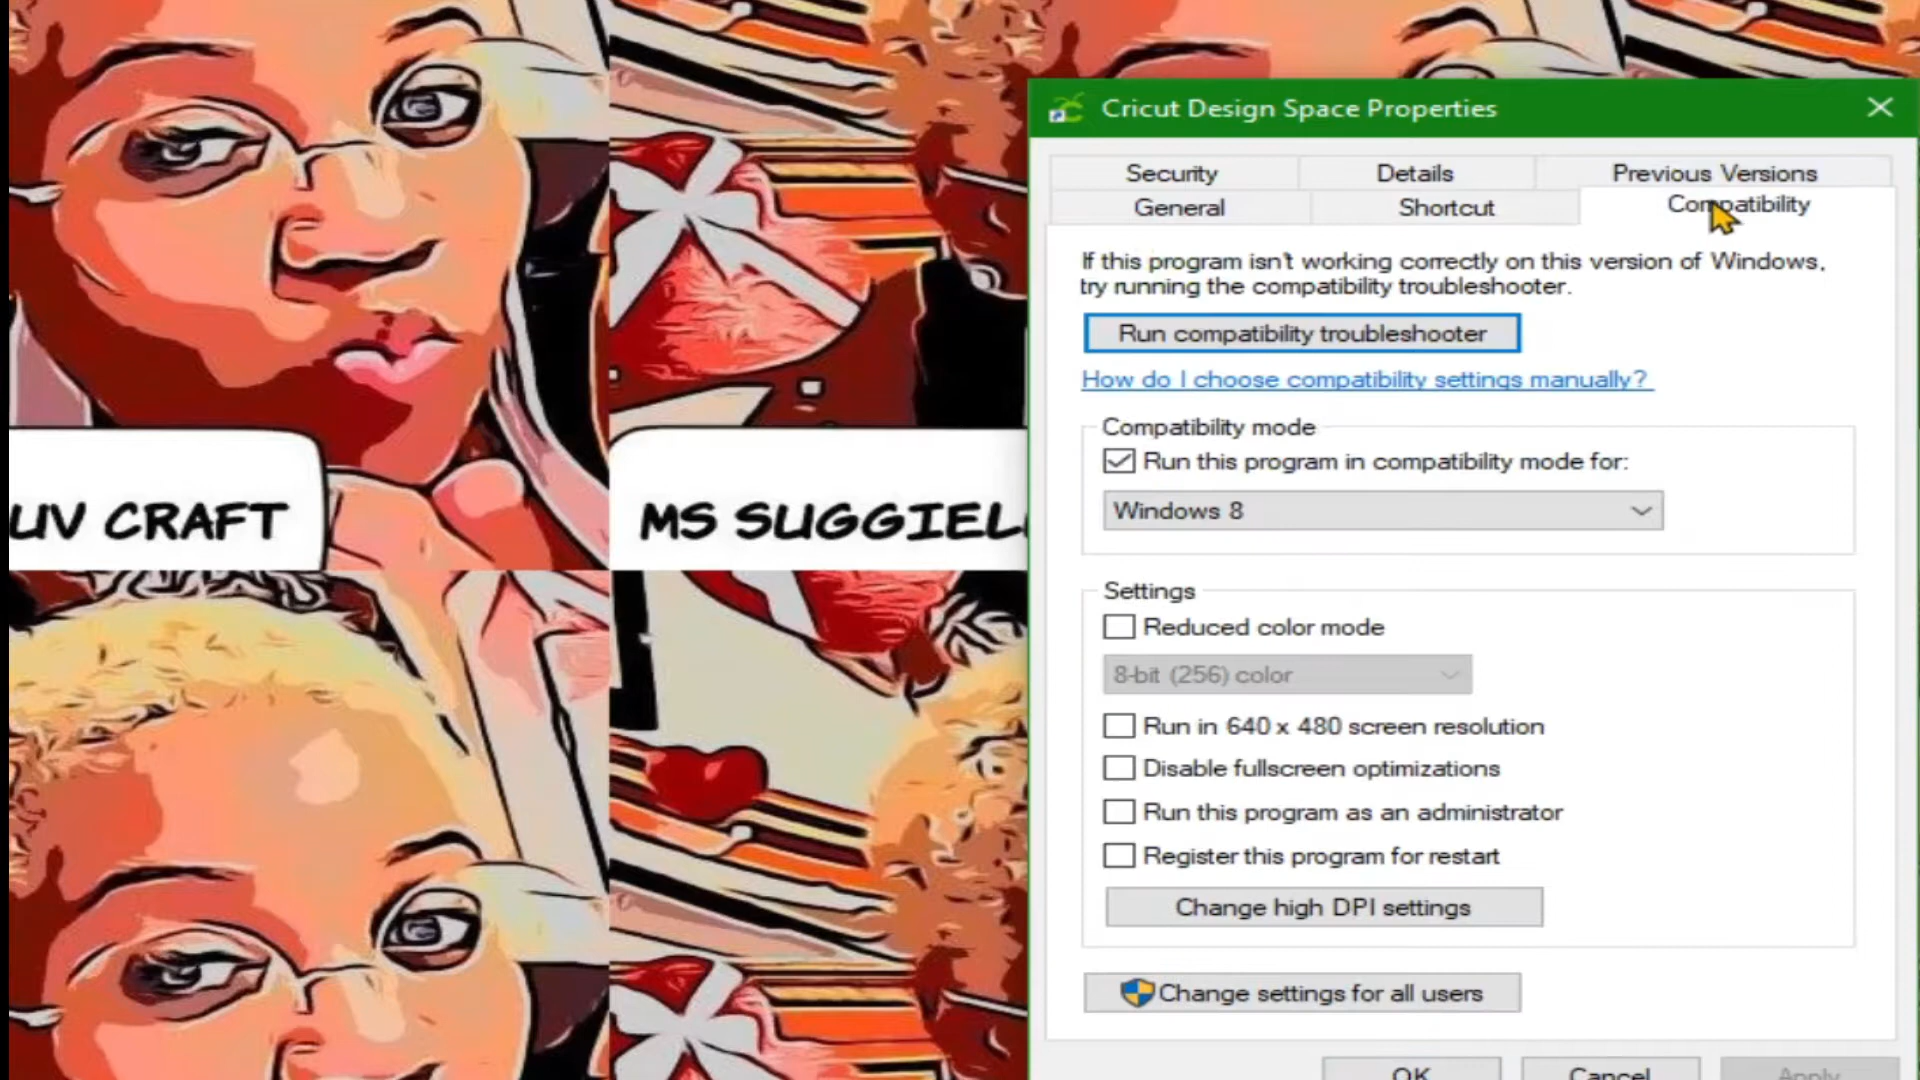 UV CRAFT
MS SUGGIEL
Cricut Design Space Properties
Security
Details
Previous Versions
General
Shortcut
Compatibility
If this program isn't working correctly on this version of Windows,
try running the compatibility troubleshooter.
Run compatibility troubleshooter
How do I choose compatibility settings manually?
Compatibility mode
Run this program in compatibility mode for:
Windows 8
Settings
Reduced color mode
8-bit (256) color
Run in 640 x 480 screen resolution
Disable fullscreen optimizations
Run this program as an administrator
Register this program for restart
Change high DPI settings
Change settings for all users
OK
Cancel
Apply